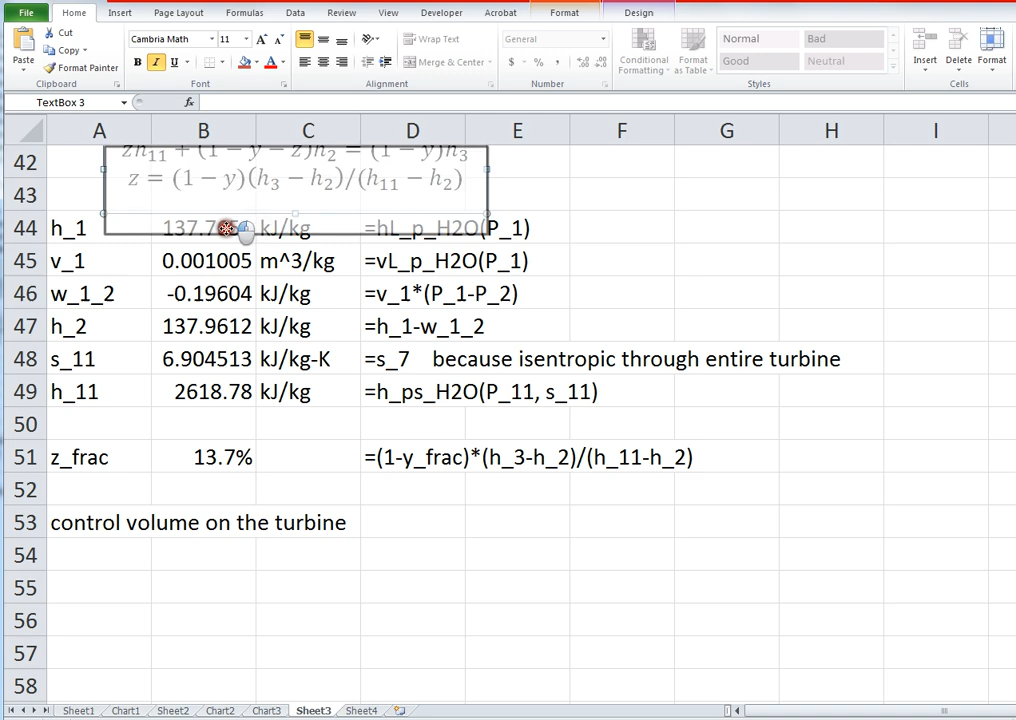 File Home Insert Page Layout Formulas Data Review View Developer Acrobat Format Design
Cut
Copy
Format Painter
Paste
Clipboard
Cambria Math 11 A A
B I U A
Font
Wrap Text
Merge & Center
Alignment
General
$ % ,
Number
Conditional Formatting
Format as Table
Normal Bad
Good Neutral
Styles
Insert Delete Format
Cells
TextBox 3 fx
A B C D E F G H I
42 zh₁₁ + (1 − y − z)h₂ = (1 − y)h₃
z = (1 − y)(h₃ − h₂)/(h₁₁ − h₂)
43
44 h_1 kJ/kg =hL_p_H2O(P_1)
45 v_1 0.001005 m^3/kg =vL_p_H2O(P_1)
46 w_1_2 -0.19604 kJ/kg =v_1*(P_1-P_2)
47 h_2 137.9612 kJ/kg =h_1-w_1_2
48 s_11 6.904513 kJ/kg-K =s_7 because isentropic through entire turbine
49 h_11 2618.78 kJ/kg =h_ps_H2O(P_11, s_11)
50
51 z_frac 13.7% =(1-y_frac)*(h_3-h_2)/(h_11-h_2)
52
53 control volume on the turbine
54
55
56
57
58
Sheet1 Chart1 Sheet2 Chart2 Chart3 Sheet3 Sheet4